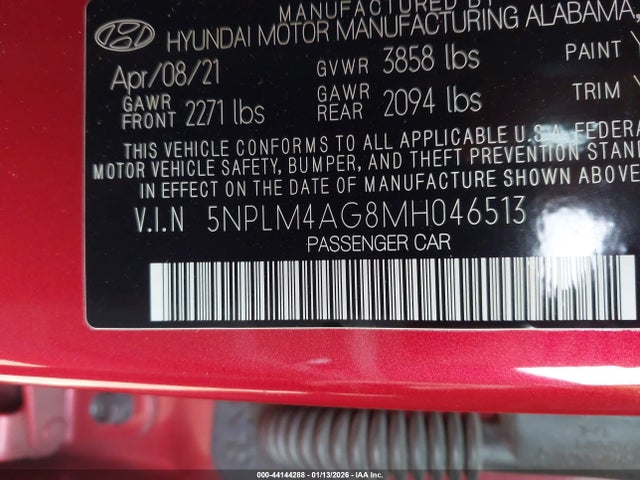 MANUFACTURED BY
HYUNDAI MOTOR MANUFACTURING ALABAMA,
Apr/08/21 GVWR 3858 lbs PAINT
GAWR FRONT 2271 lbs GAWR REAR 2094 lbs TRIM
THIS VEHICLE CONFORMS TO ALL APPLICABLE U.S.A. FEDERA
MOTOR VEHICLE SAFETY, BUMPER, AND THEFT PREVENTION STAND
IN EFFECT ON THE DATE OF MANUFACTURE SHOWN ABOVE
V.I.N 5NPLM4AG8MH046513
PASSENGER CAR
000-44144288 | 01/13/2026 | IAA Inc.